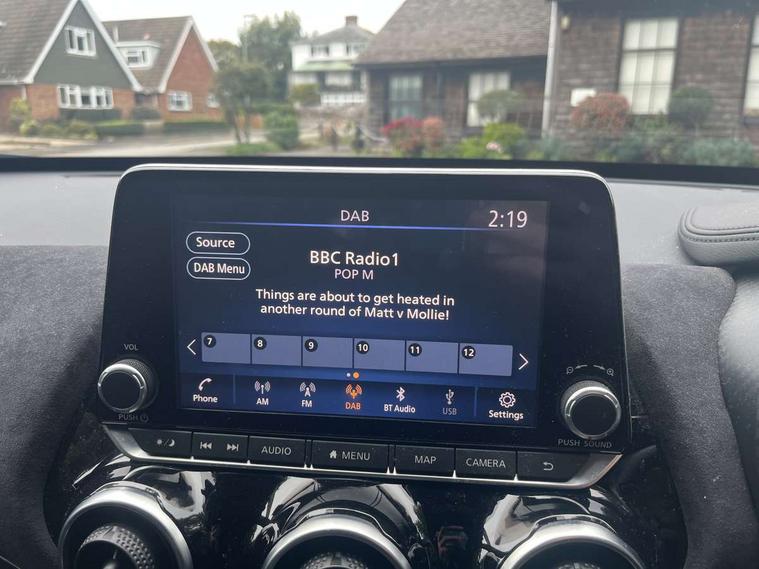 DAB
2:19
Source
BBC Radio1
POP M
DAB Menu
Things are about to get heated in
another round of Matt v Mollie!
7 8 9 10 11 12
Phone AM FM DAB BT Audio USB Settings
VOL
PUSH
PUSH SOUND
AUDIO MENU MAP CAMERA